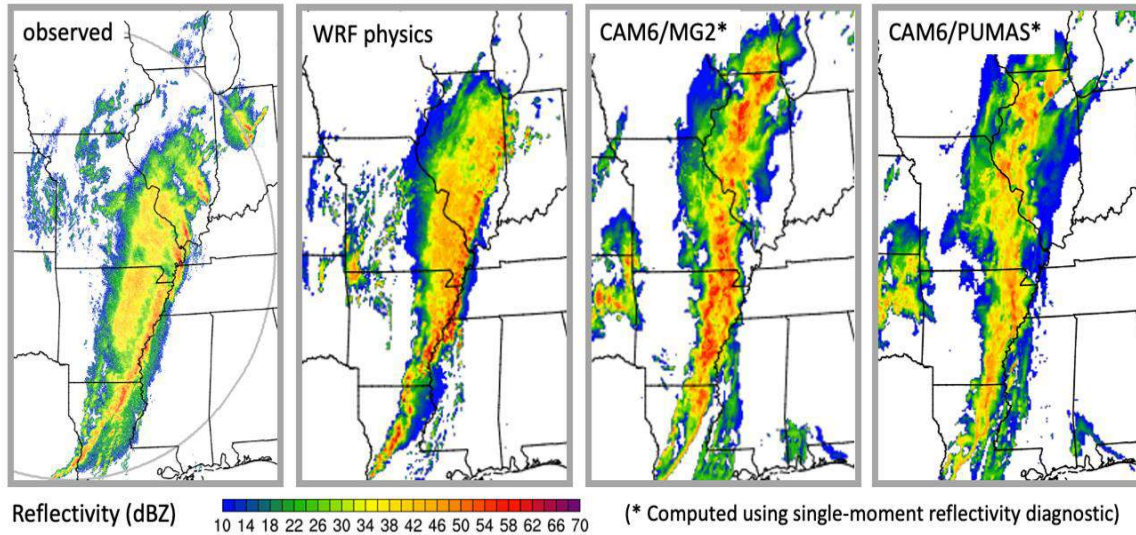 observed
WRF physics
CAM6/MG2*
CAM6/PUMAS*
Reflectivity (dBZ)
10 14 18 22 26 30 34 38 42 46 50 54 58 62 66 70
(* Computed using single-moment reflectivity diagnostic)